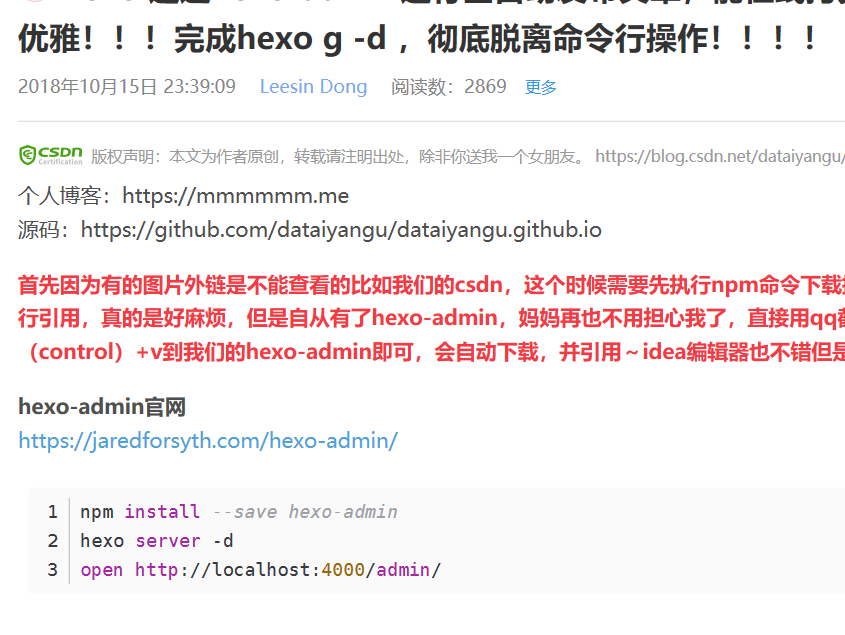 优雅！！！完成hexo g -d ，彻底脱离命令行操作！！！！
2018年10月15日 23:39:09 Leesin Dong 阅读数：2869 更多
CSDN Certification 版权声明：本文为作者原创，转载请注明出处，除非你送我一个女朋友。 https://blog.csdn.net/dataiyangu/
个人博客：https://mmmmmm.me
源码：https://github.com/dataiyangu/dataiyangu.github.io
首先因为有的图片外链是不能查看的比如我们的csdn，这个时候需要先执行npm命令下载
行引用，真的是好麻烦，但是自从有了hexo-admin，妈妈再也不用担心我了，直接用qq
（control）+v到我们的hexo-admin即可，会自动下载，并引用～idea编辑器也不错但是
hexo-admin官网
https://jaredforsyth.com/hexo-admin/
1 npm install --save hexo-admin
2 hexo server -d
3 open http://localhost:4000/admin/